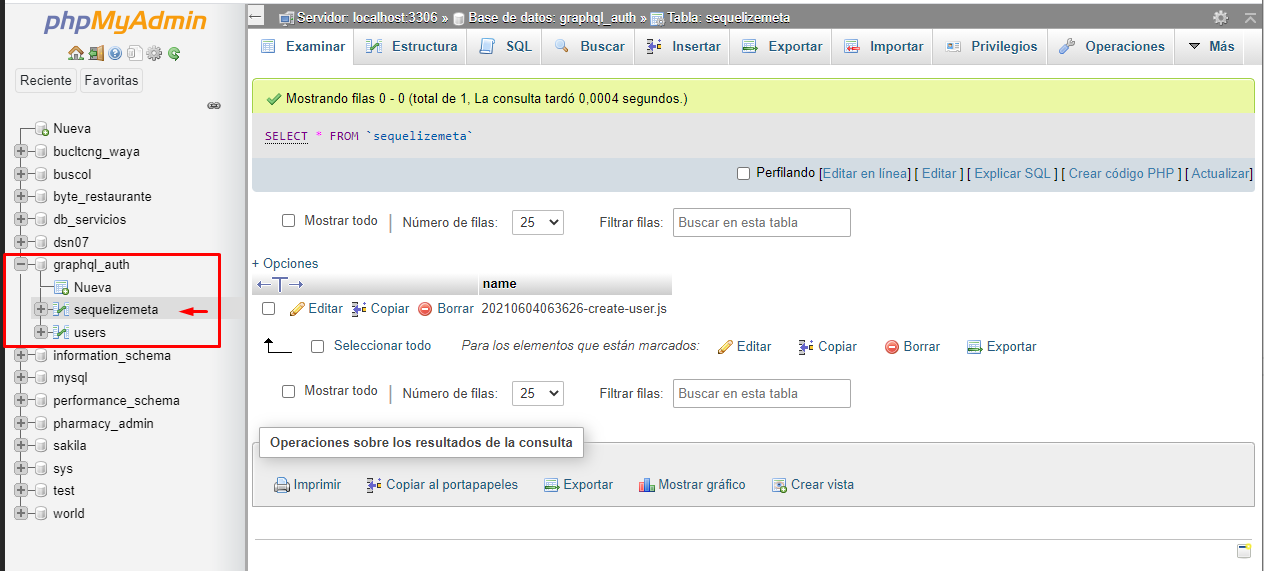 phpMyAdmin
Reciente Favoritas
Nueva
bucltcng_waya
buscol
byte_restaurante
db_servicios
dsn07
graphql_auth
Nueva
sequelizemeta
users
information_schema
mysql
performance_schema
pharmacy_admin
sakila
sys
test
world
Servidor: localhost:3306 » Base de datos: graphql_auth » Tabla: sequelizemeta
Examinar Estructura SQL Buscar Insertar Exportar Importar Privilegios Operaciones Más
Mostrando filas 0 - 0 (total de 1, La consulta tardó 0,0004 segundos.)
SELECT * FROM `sequelizemeta`
Perfilando [Editar en línea] [ Editar ] [ Explicar SQL ] [ Crear código PHP ] [ Actualizar]
Mostrar todo | Número de filas: 25 Filtrar filas: Buscar en esta tabla
+ Opciones
←T→ name
Editar Copiar Borrar 20210604063626-create-user.js
Seleccionar todo Para los elementos que están marcados: Editar Copiar Borrar Exportar
Mostrar todo | Número de filas: 25 Filtrar filas: Buscar en esta tabla
Operaciones sobre los resultados de la consulta
Imprimir Copiar al portapapeles Exportar Mostrar gráfico Crear vista